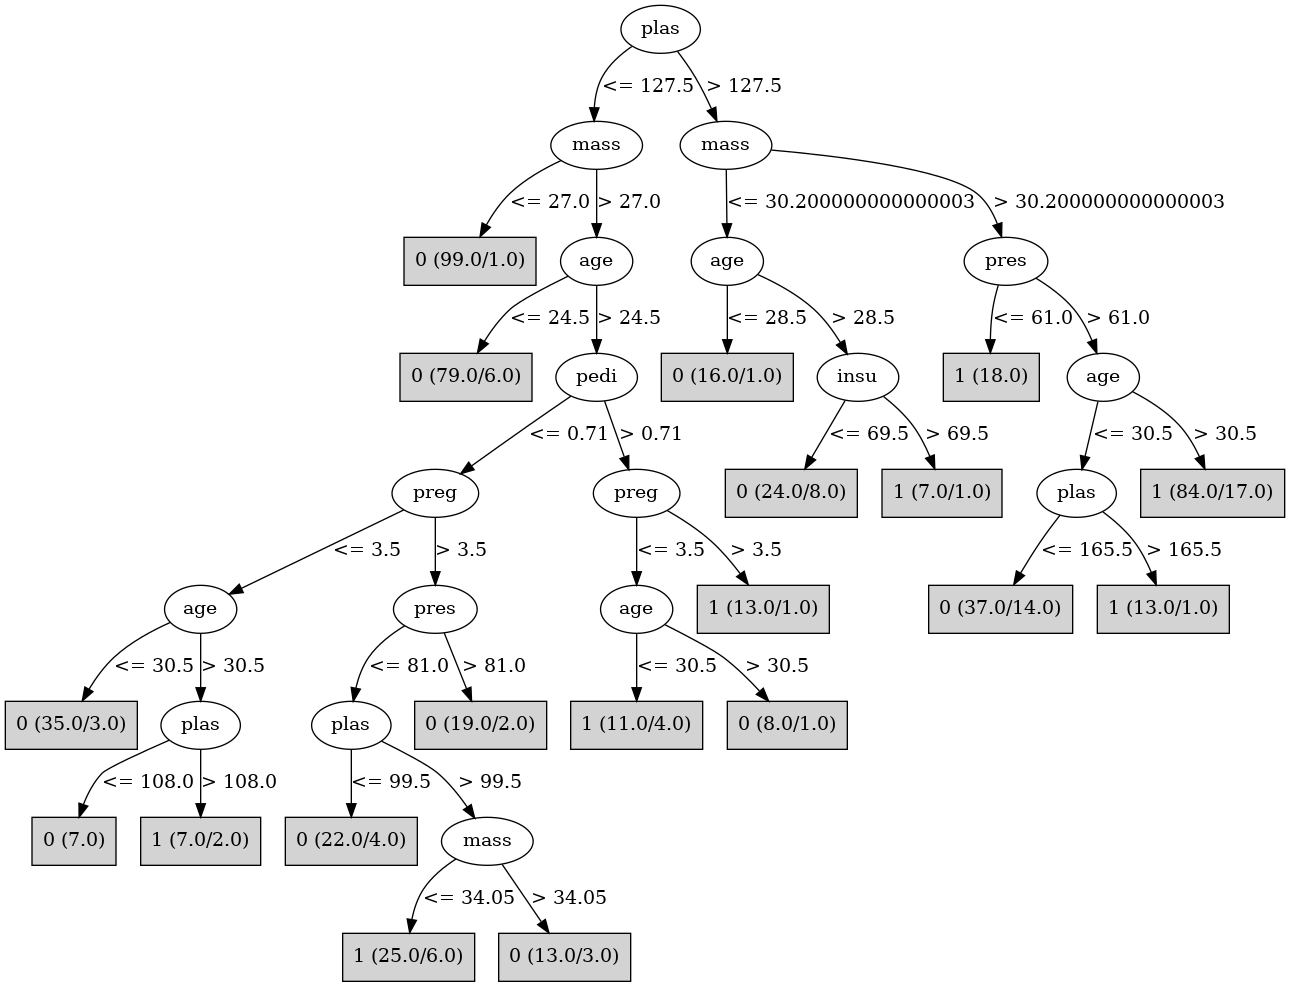 plas
<= 127.5 > 127.5
mass mass
<= 27.0 > 27.0 <= 30.200000000000003 > 30.200000000000003
0 (99.0/1.0) age age pres
<= 24.5 > 24.5 <= 28.5 > 28.5 <= 61.0 > 61.0
0 (79.0/6.0) pedi 0 (16.0/1.0) insu 1 (18.0) age
<= 0.71 > 0.71 <= 69.5 > 69.5 <= 30.5 > 30.5
preg preg 0 (24.0/8.0) 1 (7.0/1.0) plas 1 (84.0/17.0)
<= 3.5 > 3.5 <= 3.5 > 3.5 <= 165.5 > 165.5
age pres age 1 (13.0/1.0) 0 (37.0/14.0) 1 (13.0/1.0)
<= 30.5 > 30.5 <= 81.0 > 81.0 <= 30.5 > 30.5
0 (35.0/3.0) plas plas 0 (19.0/2.0) 1 (11.0/4.0) 0 (8.0/1.0)
<= 108.0 > 108.0 <= 99.5 > 99.5
0 (7.0) 1 (7.0/2.0) 0 (22.0/4.0) mass
<= 34.05 > 34.05
1 (25.0/6.0) 0 (13.0/3.0)